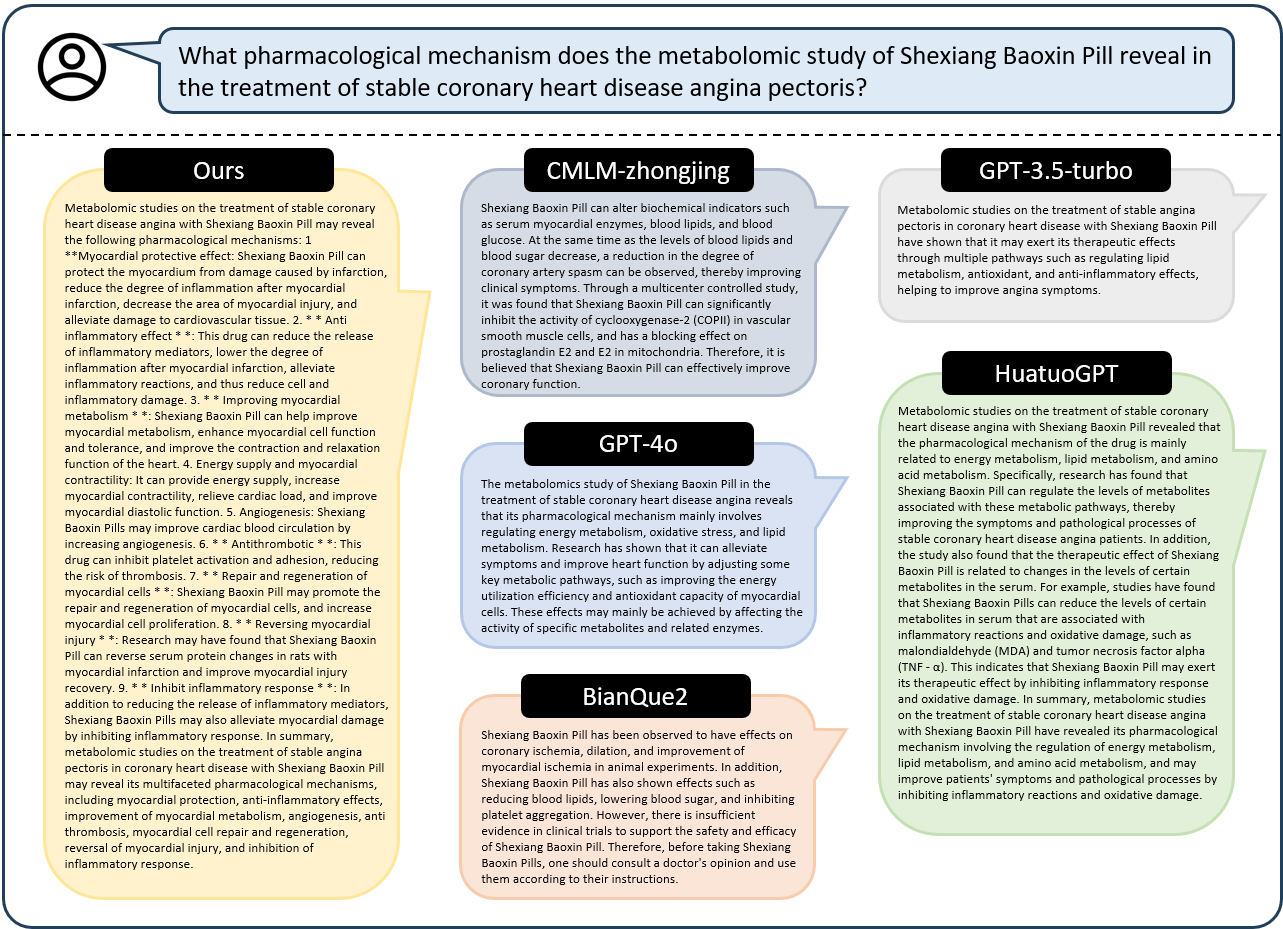 What pharmacological mechanism does the metabolomic study of Shexiang Baoxin Pill reveal in
the treatment of stable coronary heart disease angina pectoris?
Ours
Metabolomic studies on the treatment of stable coronary
heart disease angina with Shexiang Baoxin Pill may reveal
the following pharmacological mechanisms: 1
**Myocardial protective effect: Shexiang Baoxin Pill can
protect the myocardium from damage caused by infarction,
reduce the degree of inflammation after myocardial
infarction, decrease the area of myocardial injury, and
alleviate damage to cardiovascular tissue. 2. * * Anti
inflammatory effect * *: This drug can reduce the release
of inflammatory mediators, lower the degree of
inflammation after myocardial infarction, alleviate
inflammatory reactions, and thus reduce cell and
inflammatory damage. 3. * * Improving myocardial
metabolism * *: Shexiang Baoxin Pill can help improve
myocardial metabolism, enhance myocardial cell function
and tolerance, and improve the contraction and relaxation
function of the heart. 4. Energy supply and myocardial
contractility: It can provide energy supply, increase
myocardial contractility, relieve cardiac load, and improve
myocardial diastolic function. 5. Angiogenesis: Shexiang
Baoxin Pills may improve cardiac blood circulation by
increasing angiogenesis. 6. * * Antithrombotic * *: This
drug can inhibit platelet activation and adhesion, reducing
the risk of thrombosis. 7. * * Repair and regeneration of
myocardial cells * *: Shexiang Baoxin Pill may promote the
repair and regeneration of myocardial cells, and increase
myocardial cell proliferation. 8. * * Reversing myocardial
injury * *: Research may have found that Shexiang Baoxin
Pill can reverse serum protein changes in rats with
myocardial infarction and improve myocardial injury
recovery. 9. * * Inhibit inflammatory response * *: In
addition to reducing the release of inflammatory mediators,
Shexiang Baoxin Pills may also alleviate myocardial damage
by inhibiting inflammatory response. In summary,
metabolomic studies on the treatment of stable angina
pectoris in coronary heart disease with Shexiang Baoxin Pill
may reveal its multifaceted pharmacological mechanisms,
including myocardial protection, anti-inflammatory effects,
improvement of myocardial metabolism, angiogenesis, anti
thrombosis, myocardial cell repair and regeneration,
reversal of myocardial injury, and inhibition of
inflammatory response.
CMLM-zhongjing
Shexiang Baoxin Pill can alter biochemical indicators such
as serum myocardial enzymes, blood lipids, and blood
glucose. At the same time as the levels of blood lipids and
blood sugar decrease, a reduction in the degree of
coronary artery spasm can be observed, thereby improving
clinical symptoms. Through a multicenter controlled study,
it was found that Shexiang Baoxin Pill can significantly
inhibit the activity of cyclooxygenase-2 (COPII) in vascular
smooth muscle cells, and has a blocking effect on
prostaglandin E2 and E2 in mitochondria. Therefore, it is
believed that Shexiang Baoxin Pill can effectively improve
coronary function.
GPT-4o
The metabolomics study of Shexiang Baoxin Pill in the
treatment of stable coronary heart disease angina reveals
that its pharmacological mechanism mainly involves
regulating energy metabolism, oxidative stress, and lipid
metabolism. Research has shown that it can alleviate
symptoms and improve heart function by adjusting some
key metabolic pathways, such as improving the energy
utilization efficiency and antioxidant capacity of myocardial
cells. These effects may mainly be achieved by affecting the
activity of specific metabolites and related enzymes.
BianQue2
Shexiang Baoxin Pill has been observed to have effects on
coronary ischemia, dilation, and improvement of
myocardial ischemia in animal experiments. In addition,
Shexiang Baoxin Pill has also shown effects such as
reducing blood lipids, lowering blood sugar, and inhibiting
platelet aggregation. However, there is insufficient
evidence in clinical trials to support the safety and efficacy
of Shexiang Baoxin Pill. Therefore, before taking Shexiang
Baoxin Pills, one should consult a doctor's opinion and use
them according to their instructions.
GPT-3.5-turbo
Metabolomic studies on the treatment of stable angina
pectoris in coronary heart disease with Shexiang Baoxin Pill
have shown that it may exert its therapeutic effects
through multiple pathways such as regulating lipid
metabolism, antioxidant, and anti-inflammatory effects,
helping to improve angina symptoms.
HuatuoGPT
Metabolomic studies on the treatment of stable coronary
heart disease angina with Shexiang Baoxin Pill revealed that
the pharmacological mechanism of the drug is mainly
related to energy metabolism, lipid metabolism, and amino
acid metabolism. Specifically, research has found that
Shexiang Baoxin Pill can regulate the levels of metabolites
associated with these metabolic pathways, thereby
improving the symptoms and pathological processes of
stable coronary heart disease angina patients. In addition,
the study also found that the therapeutic effect of Shexiang
Baoxin Pill is related to changes in the levels of certain
metabolites in the serum. For example, studies have found
that Shexiang Baoxin Pills can reduce the levels of certain
metabolites in serum that are associated with
inflammatory reactions and oxidative damage, such as
malondialdehyde (MDA) and tumor necrosis factor alpha
(TNF - α). This indicates that Shexiang Baoxin Pill may exert
its therapeutic effect by inhibiting inflammatory response
and oxidative damage. In summary, metabolomic studies
on the treatment of stable coronary heart disease angina
with Shexiang Baoxin Pill have revealed its pharmacological
mechanism involving the regulation of energy metabolism,
lipid metabolism, and amino acid metabolism, and may
improve patients' symptoms and pathological processes by
inhibiting inflammatory reactions and oxidative damage.